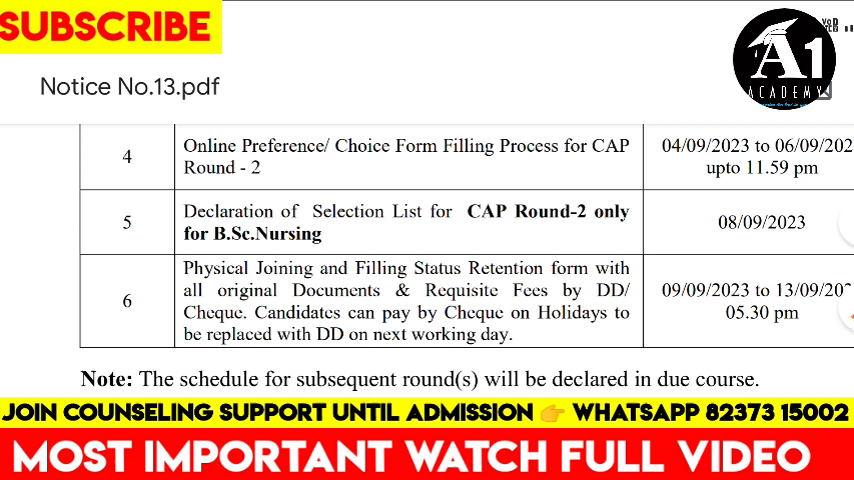 SUBSCRIBE
Notice No.13.pdf
A1
ACADEMY
4 Online Preference/ Choice Form Filling Process for CAP 04/09/2023 to 06/09/202
Round - 2 upto 11.59 pm
5 Declaration of Selection List for CAP Round-2 only 08/09/2023
for B.Sc.Nursing
6 Physical Joining and Filling Status Retention form with
all original Documents & Requisite Fees by DD/ 09/09/2023 to 13/09/20
Cheque. Candidates can pay by Cheque on Holidays to 05.30 pm
be replaced with DD on next working day.
Note: The schedule for subsequent round(s) will be declared in due course.
JOIN COUNSELING SUPPORT UNTIL ADMISSION 👉 WHATSAPP 82373 15002
MOST IMPORTANT WATCH FULL VIDEO